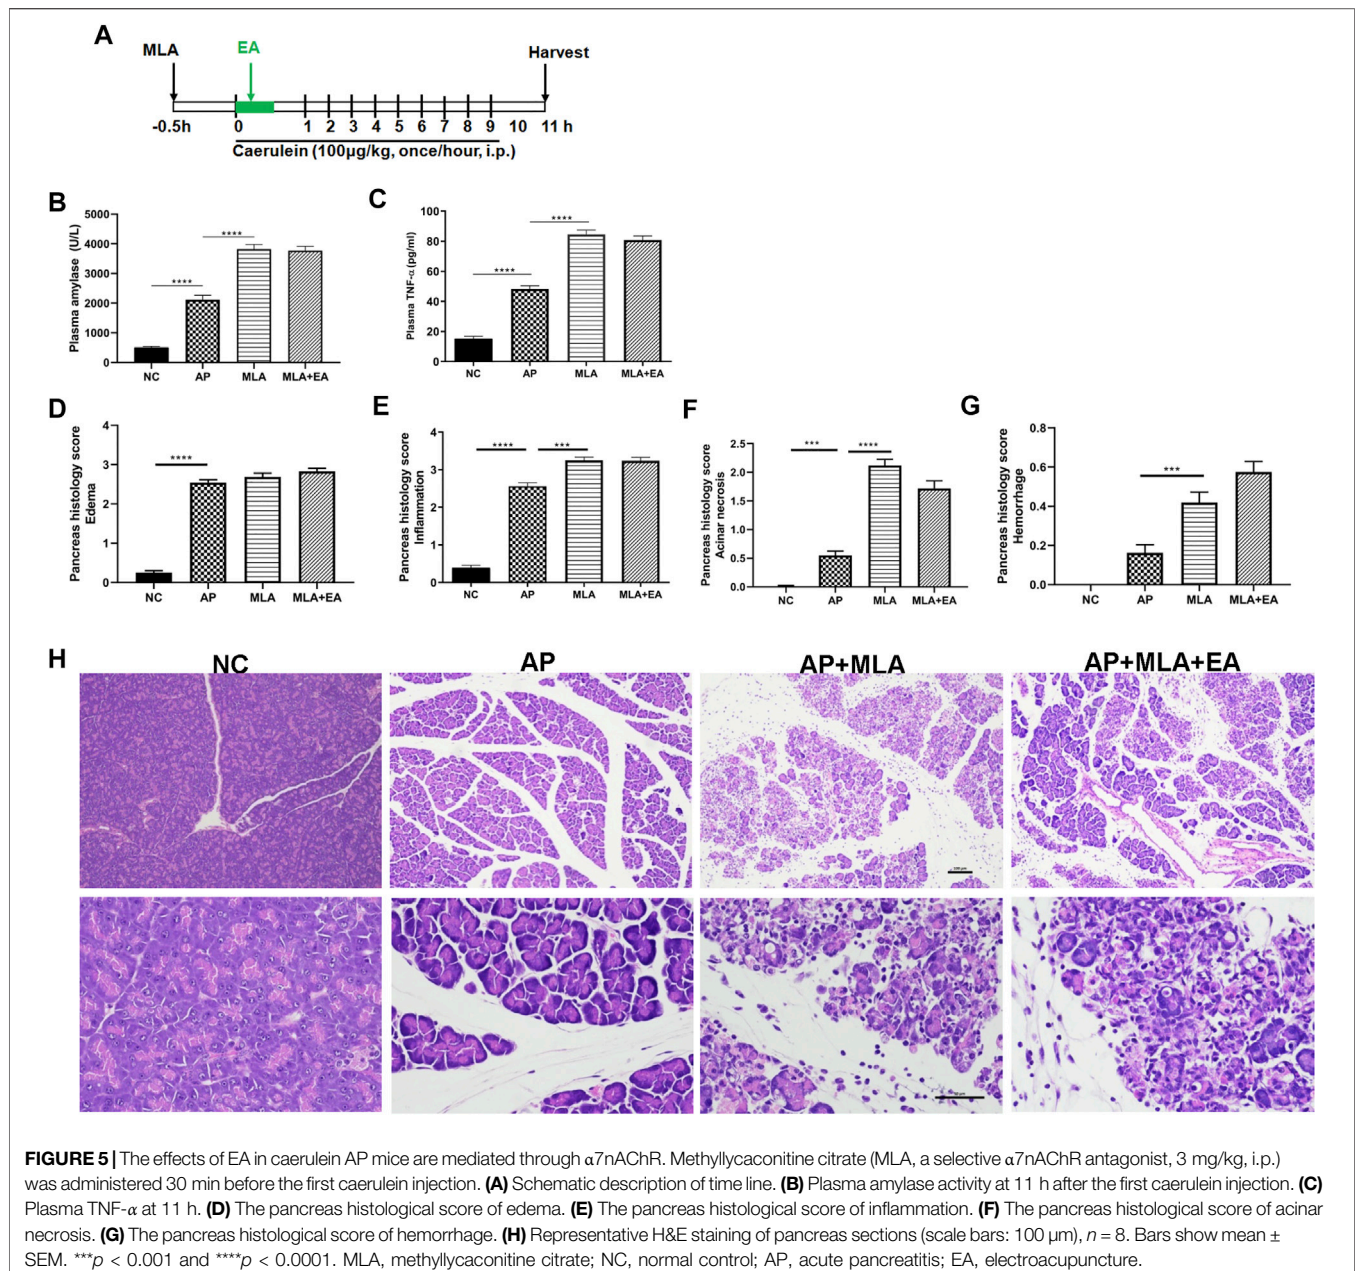 A
MLA
EA
Harvest
-0.5h
0
1 2 3 4 5 6 7 8 9 10 11 h
Caerulein (100µg/kg, once/hour, i.p.)
B
Plasma amylase (U/L)
5000
4000
3000
2000
1000
0
****
****
NC AP MLA MLA+EA
C
Plasma TNF-α (pg/ml)
100
80
60
40
20
0
****
****
NC AP MLA MLA+EA
D
Pancreas histology score
Edema
4
3
2
1
0
****
NC AP MLA MLA+EA
E
Pancreas histology score
Inflammation
4
3
2
1
0
**** ***
NC AP MLA MLA+EA
F
Pancreas histology score
Acinar necrosis
2.5
2.0
1.5
1.0
0.5
0.0
*** ****
NC AP MLA MLA+EA
G
Pancreas histology score
Hemorrhage
0.8
0.6
0.4
0.2
0.0
***
NC AP MLA MLA+EA
H
NC AP AP+MLA AP+MLA+EA
FIGURE 5 | The effects of EA in caerulein AP mice are mediated through α7nAChR. Methyllycaconitine citrate (MLA, a selective α7nAChR antagonist, 3 mg/kg, i.p.)
was administered 30 min before the first caerulein injection. (A) Schematic description of time line. (B) Plasma amylase activity at 11 h after the first caerulein injection. (C)
Plasma TNF-α at 11 h. (D) The pancreas histological score of edema. (E) The pancreas histological score of inflammation. (F) The pancreas histological score of acinar
necrosis. (G) The pancreas histological score of hemorrhage. (H) Representative H&E staining of pancreas sections (scale bars: 100 µm), n = 8. Bars show mean ±
SEM. ***p < 0.001 and ****p < 0.0001. MLA, methyllycaconitine citrate; NC, normal control; AP, acute pancreatitis; EA, electroacupuncture.